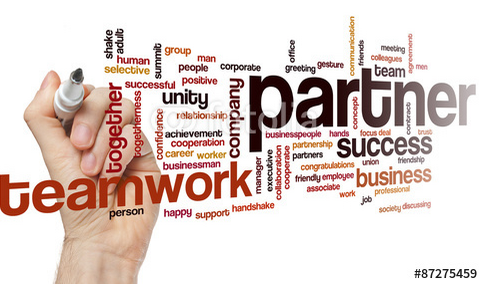 shake
adult
human
selective
summit
group
man
people
corporate
positive
successful
together
togetherness
unity
relationship
confidence
achievement
cooperation
career
worker
businessman
company
office
greeting
gesture
communication
friends
meeting
colleagues
team
agreement
men
partner
concept
contract
businesspeople
hands
focus
deal
trust
partnership
partners
success
friendship
union
congratulations
manager
executive
collaboration
cooperate
friendly
employee
associate
business
professional
work
job
partners
society
smiling
teamwork
person
happy
support
handshake
fotolia
# 87275459